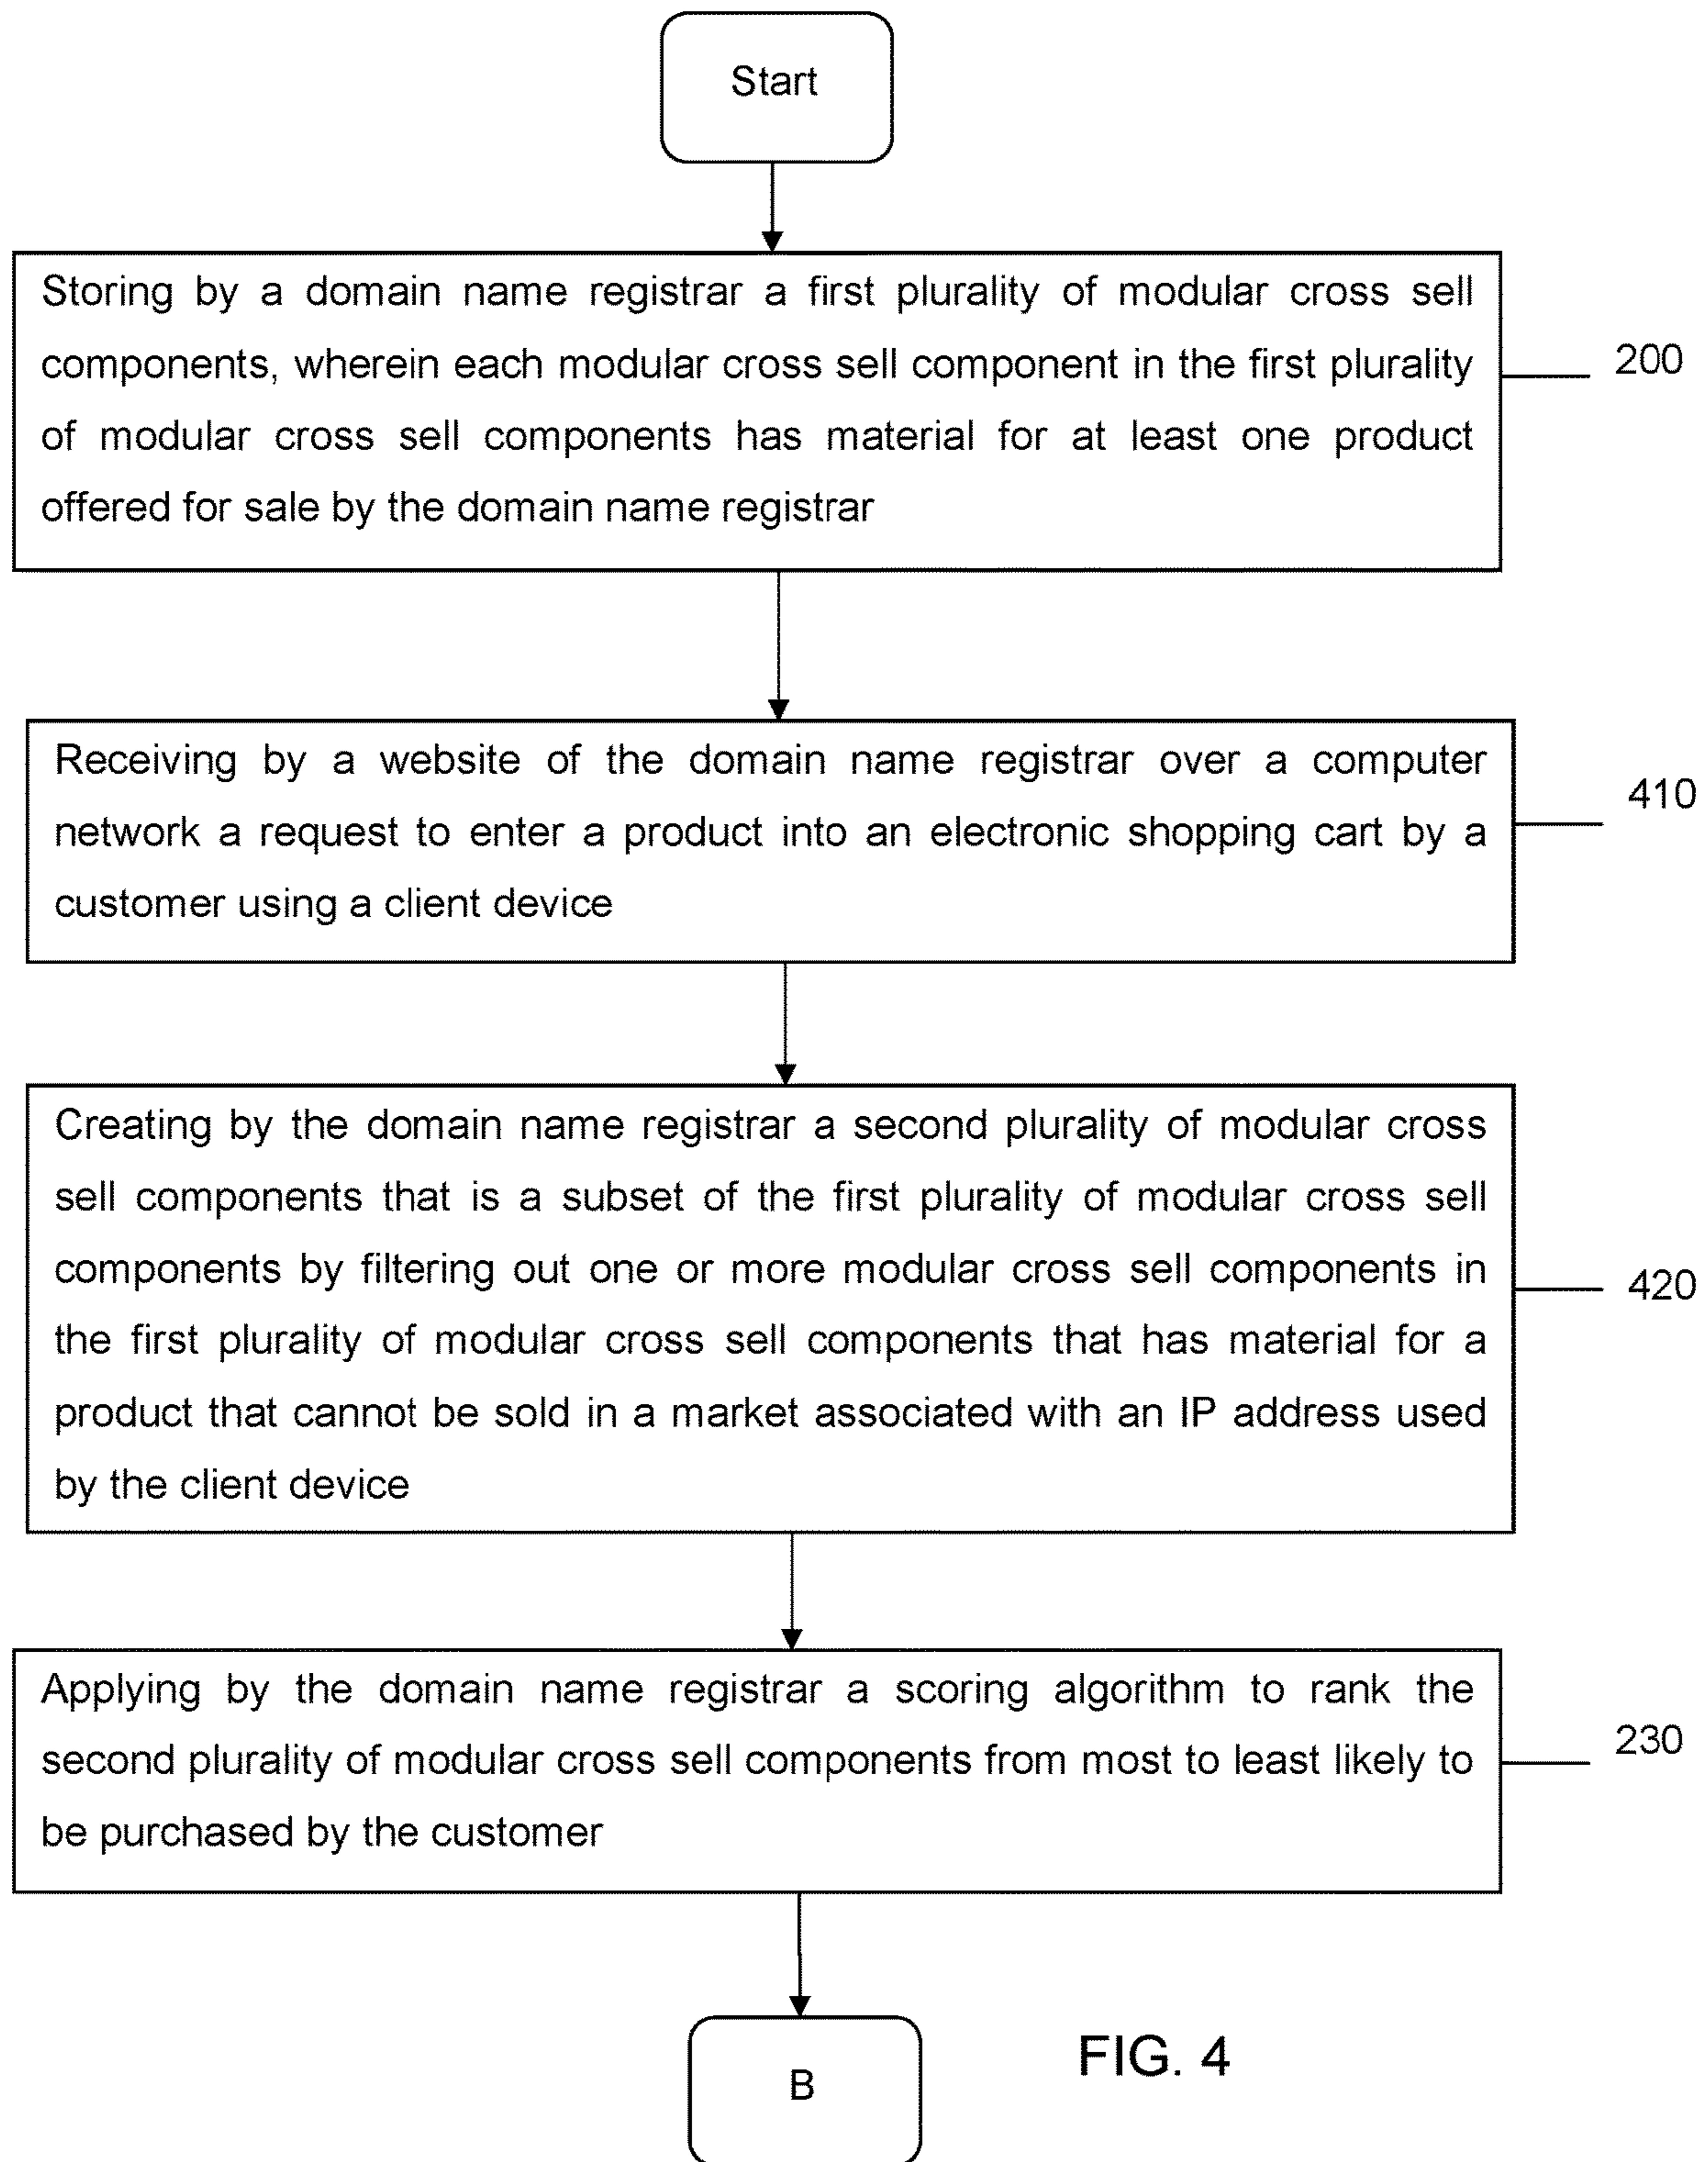 Start
Storing by a domain name registrar a first plurality of modular cross sell
components, wherein each modular cross sell component in the first plurality
of modular cross sell components has material for at least one product
offered for sale by the domain name registrar
200
Receiving by a website of the domain name registrar over a computer
network a request to enter a product into an electronic shopping cart by a
customer using a client device
410
Creating by the domain name registrar a second plurality of modular cross
sell components that is a subset of the first plurality of modular cross sell
components by filtering out one or more modular cross sell components in
the first plurality of modular cross sell components that has material for a
product that cannot be sold in a market associated with an IP address used
by the client device
420
Applying by the domain name registrar a scoring algorithm to rank the
second plurality of modular cross sell components from most to least likely to
be purchased by the customer
230
B
FIG. 4